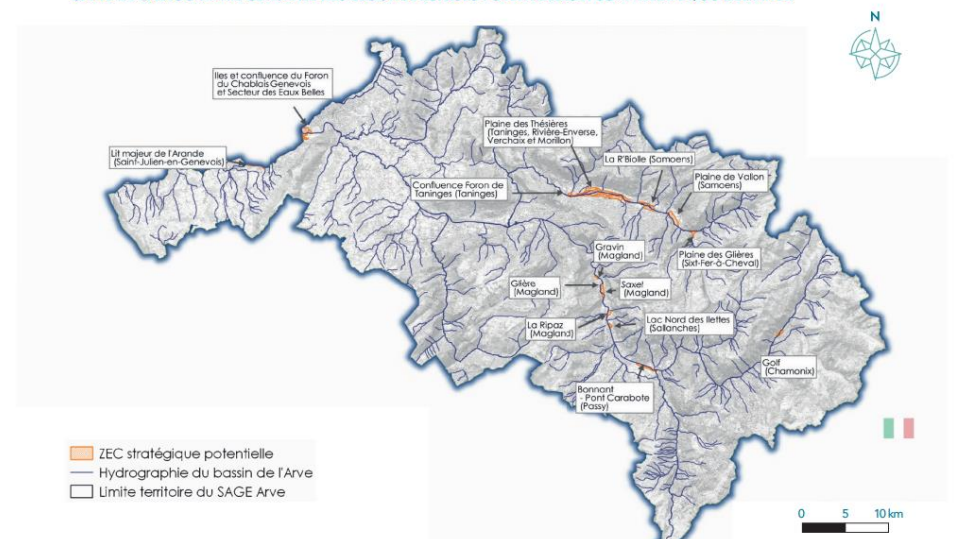 N
Iles et confluence du Foron
du Chablais Genevois
et Secteur des Eaux Belles
Plaine des Thésières
(Taninges, Rivière-Enverse,
Verchaix et Morillon)
Lit majeur de l'Arande
(Saint-Julien-en-Genevois)
La R'Biolle (Samoens)
Plaine de Vallon
(Samoens)
Confluence Foron de
Taninges (Taninges)
Gravin
(Magland)
Plaine des Glières
(Sixt-Fer-à-Cheval)
Glière
(Magland)
Saxel
(Magland)
La Ripaz
(Magland)
Lac Nord des Ilettes
(Sallanches)
Golf
(Chamonix)
Bonnant
- Pont Carabote
(Passy)
ZEC stratégique potentielle
Hydrographie du bassin de l'Arve
Limite territoire du SAGE Arve
0 5 10 km